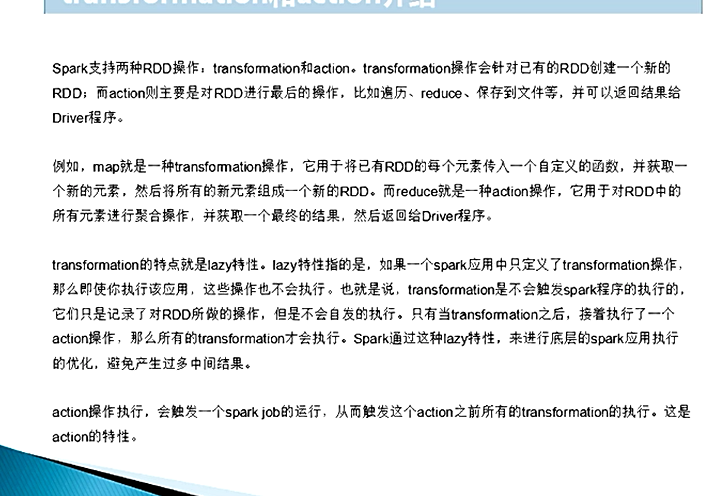 transformation和action介绍
Spark支持两种RDD操作：transformation和action。transformation操作会针对已有的RDD创建一个新的
RDD；而action则主要是对RDD进行最后的操作，比如遍历、reduce、保存到文件等，并可以返回结果给
Driver程序。
例如，map就是一种transformation操作，它用于将已有RDD的每个元素传入一个自定义的函数，并获取一
个新的元素，然后将所有的新元素组成一个新的RDD。而reduce就是一种action操作，它用于对RDD中的
所有元素进行聚合操作，并获取一个最终的结果，然后返回给Driver程序。
transformation的特点就是lazy特性。lazy特性指的是，如果一个spark应用中只定义了transformation操作，
那么即使你执行该应用，这些操作也不会执行。也就是说，transformation是不会触发spark程序的执行的，
它们只是记录了对RDD所做的操作，但是不会自发的执行。只有当transformation之后，接着执行了一个
action操作，那么所有的transformation才会执行。Spark通过这种lazy特性，来进行底层的spark应用执行
的优化，避免产生过多中间结果。
action操作执行，会触发一个spark job的运行，从而触发这个action之前所有的transformation的执行。这是
action的特性。